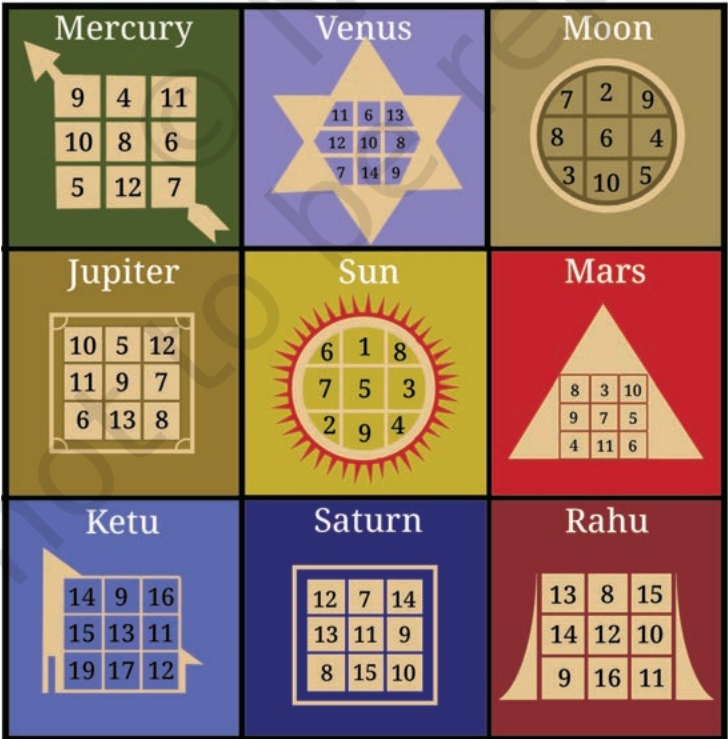 Mercury
9 4 11
10 8 6
5 12 7
Venus
11 6 13
12 10 8
7 14 9
Moon
7 2 9
8 6 4
3 10 5
Jupiter
10 5 12
11 9 7
6 13 8
Sun
6 1 8
7 5 3
2 9 4
Mars
8 3 10
9 7 5
4 11 6
Ketu
14 9 16
15 13 11
19 17 12
Saturn
12 7 14
13 11 9
8 15 10
Rahu
13 8 15
14 12 10
9 16 11
©
not to be re